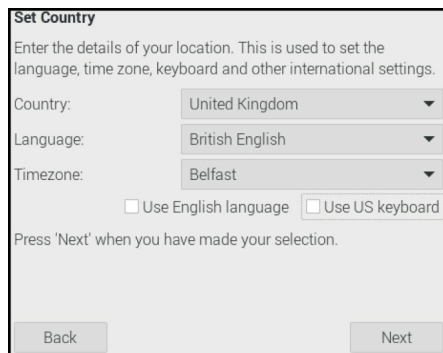 Set Country
Enter the details of your location. This is used to set the
language, time zone, keyboard and other international settings.
Country: United Kingdom
Language: British English
Timezone: Belfast
Use English language Use US keyboard
Press 'Next' when you have made your selection.
Back Next